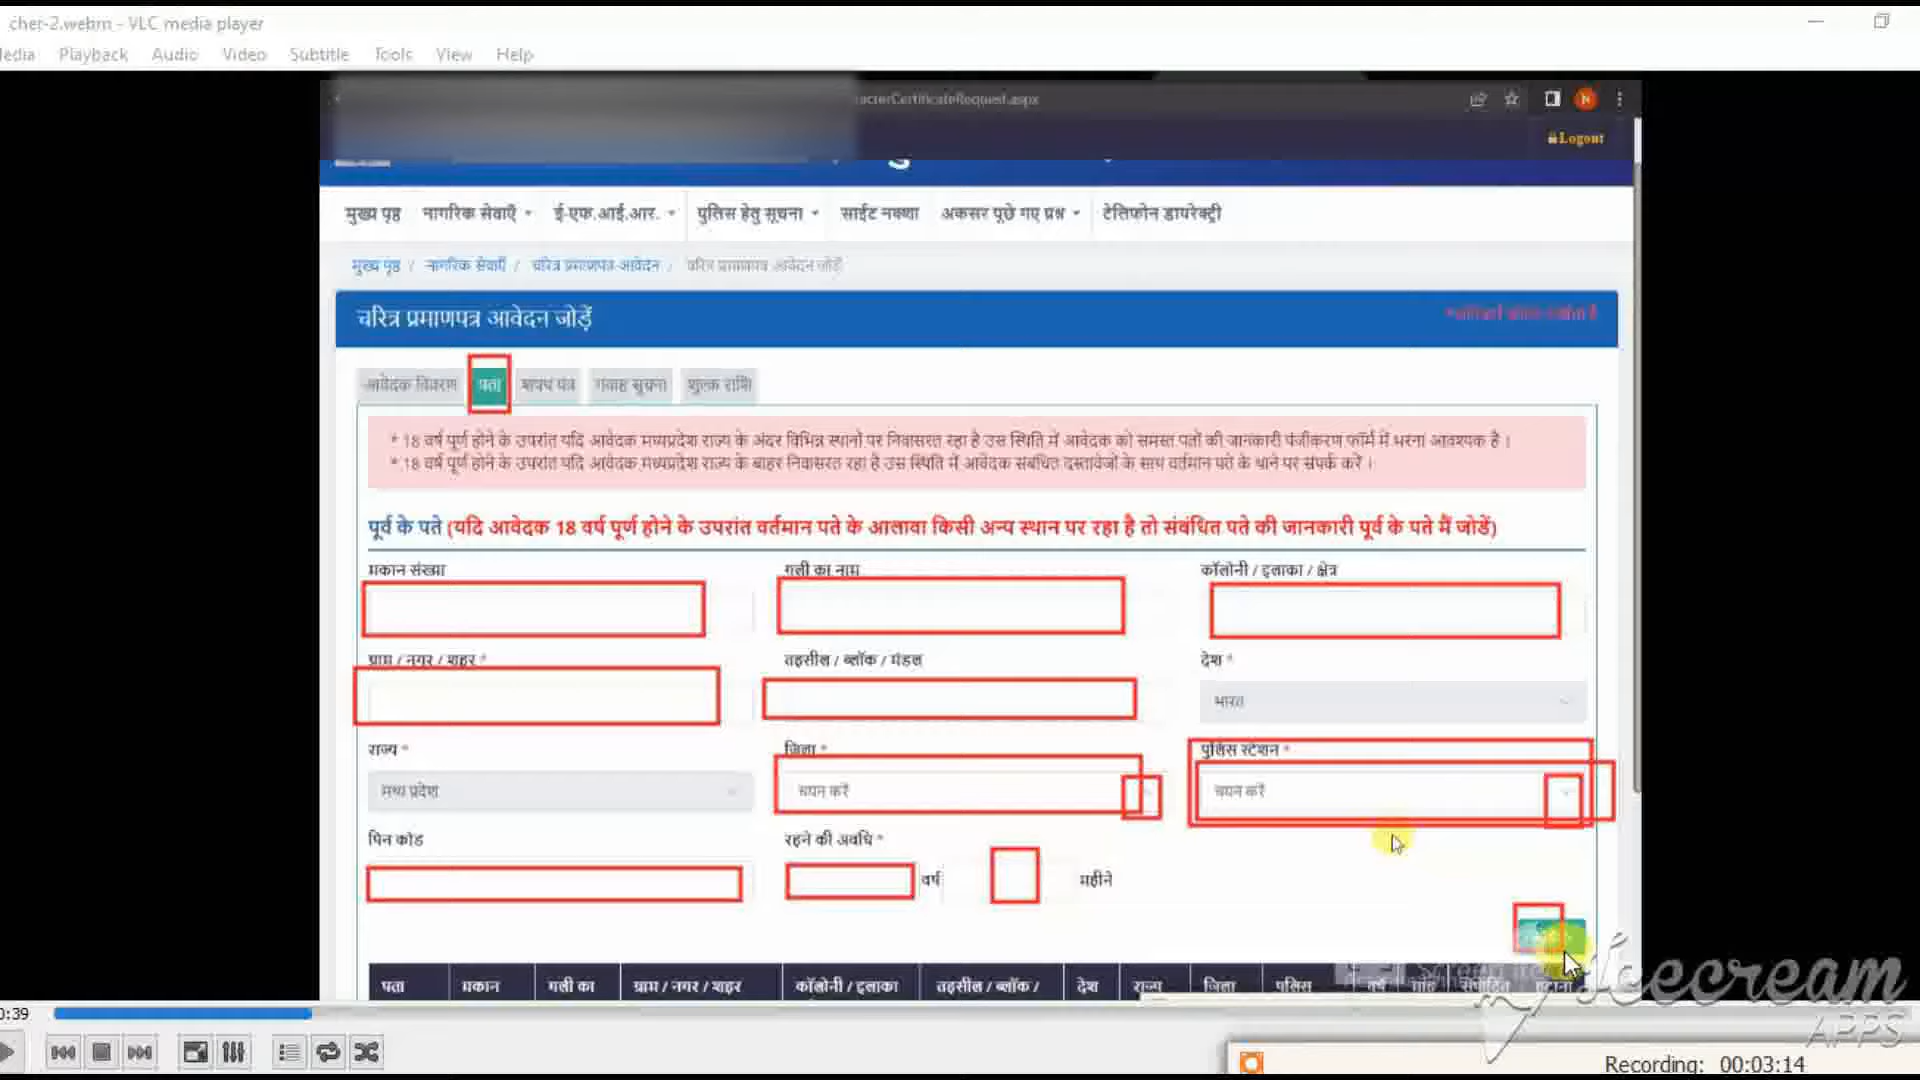 cher-2.webm - VLC media player
Playback Audio Video Subtitle Tools View Help
acterCertificateRequest.aspx
N
Logout
मुख्य पृष्ठ नागरिक सेवाएँ ई-एफ.आई.आर. पुलिस हेतु सूचना साईट नक्शा अकसर पूछे गए प्रश्न टेलिफोन डायरेक्ट्री
मुख्य पृष्ठ / नागरिक सेवाएँ / चरित्र प्रमाणपत्र आवेदन / चरित्र प्रमाणपत्र आवेदन जोड़ें
चरित्र प्रमाणपत्र आवेदन जोड़ें
आवेदक विवरण पता शपथ पत्र गवाह सूचना शुल्क राशि
* 18 वर्ष पूर्ण होने के उपरांत यदि आवेदक मध्यप्रदेश राज्य के अंदर विभिन्न स्थानों पर निवासरत रहा है उस स्थिति में आवेदक को समस्त पतों की जानकारी पंजीकरण फॉर्म में भरना आवश्यक है ।
* 18 वर्ष पूर्ण होने के उपरांत यदि आवेदक मध्यप्रदेश राज्य के बाहर निवासरत रहा है उस स्थिति में आवेदक संबंधित दस्तावेजों के साथ वर्तमान पते के थाने पर संपर्क करें ।
पूर्व के पते (यदि आवेदक 18 वर्ष पूर्ण होने के उपरांत वर्तमान पते के आलावा किसी अन्य स्थान पर रहा है तो संबंधित पते की जानकारी पूर्व के पते मैं जोडें)
मकान संख्या गली का नाम कॉलोनी / इलाका / क्षेत्र
ग्राम / नगर / शहर * तहसील / ब्लॉक / मंडल देश *
भारत
राज्य * जिला * पुलिस स्टेशन *
मध्य प्रदेश चयन करें चयन करें
पिन कोड रहने की अवधि *
वर्ष महीने
पता मकान गली का ग्राम / नगर / शहर कॉलोनी / इलाका तहसील / ब्लॉक / देश राज्य जिला पुलिस
Icecream
APPS
0:39
Recording: 00:03:14